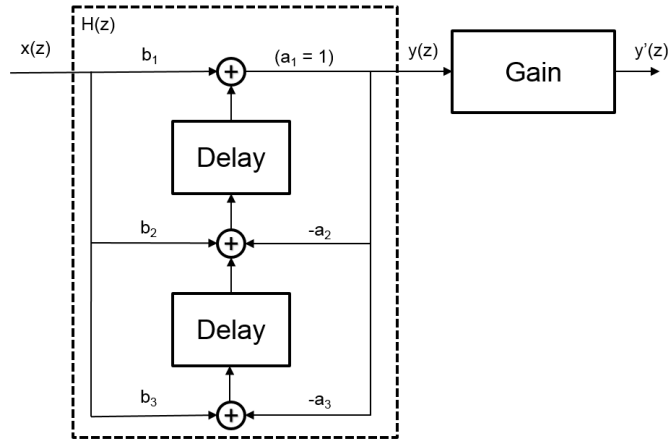 H(z)
x(z) b₁ (a₁ = 1) y(z) Gain y’(z)
Delay
b₂ -a₂
Delay
b₃ -a₃